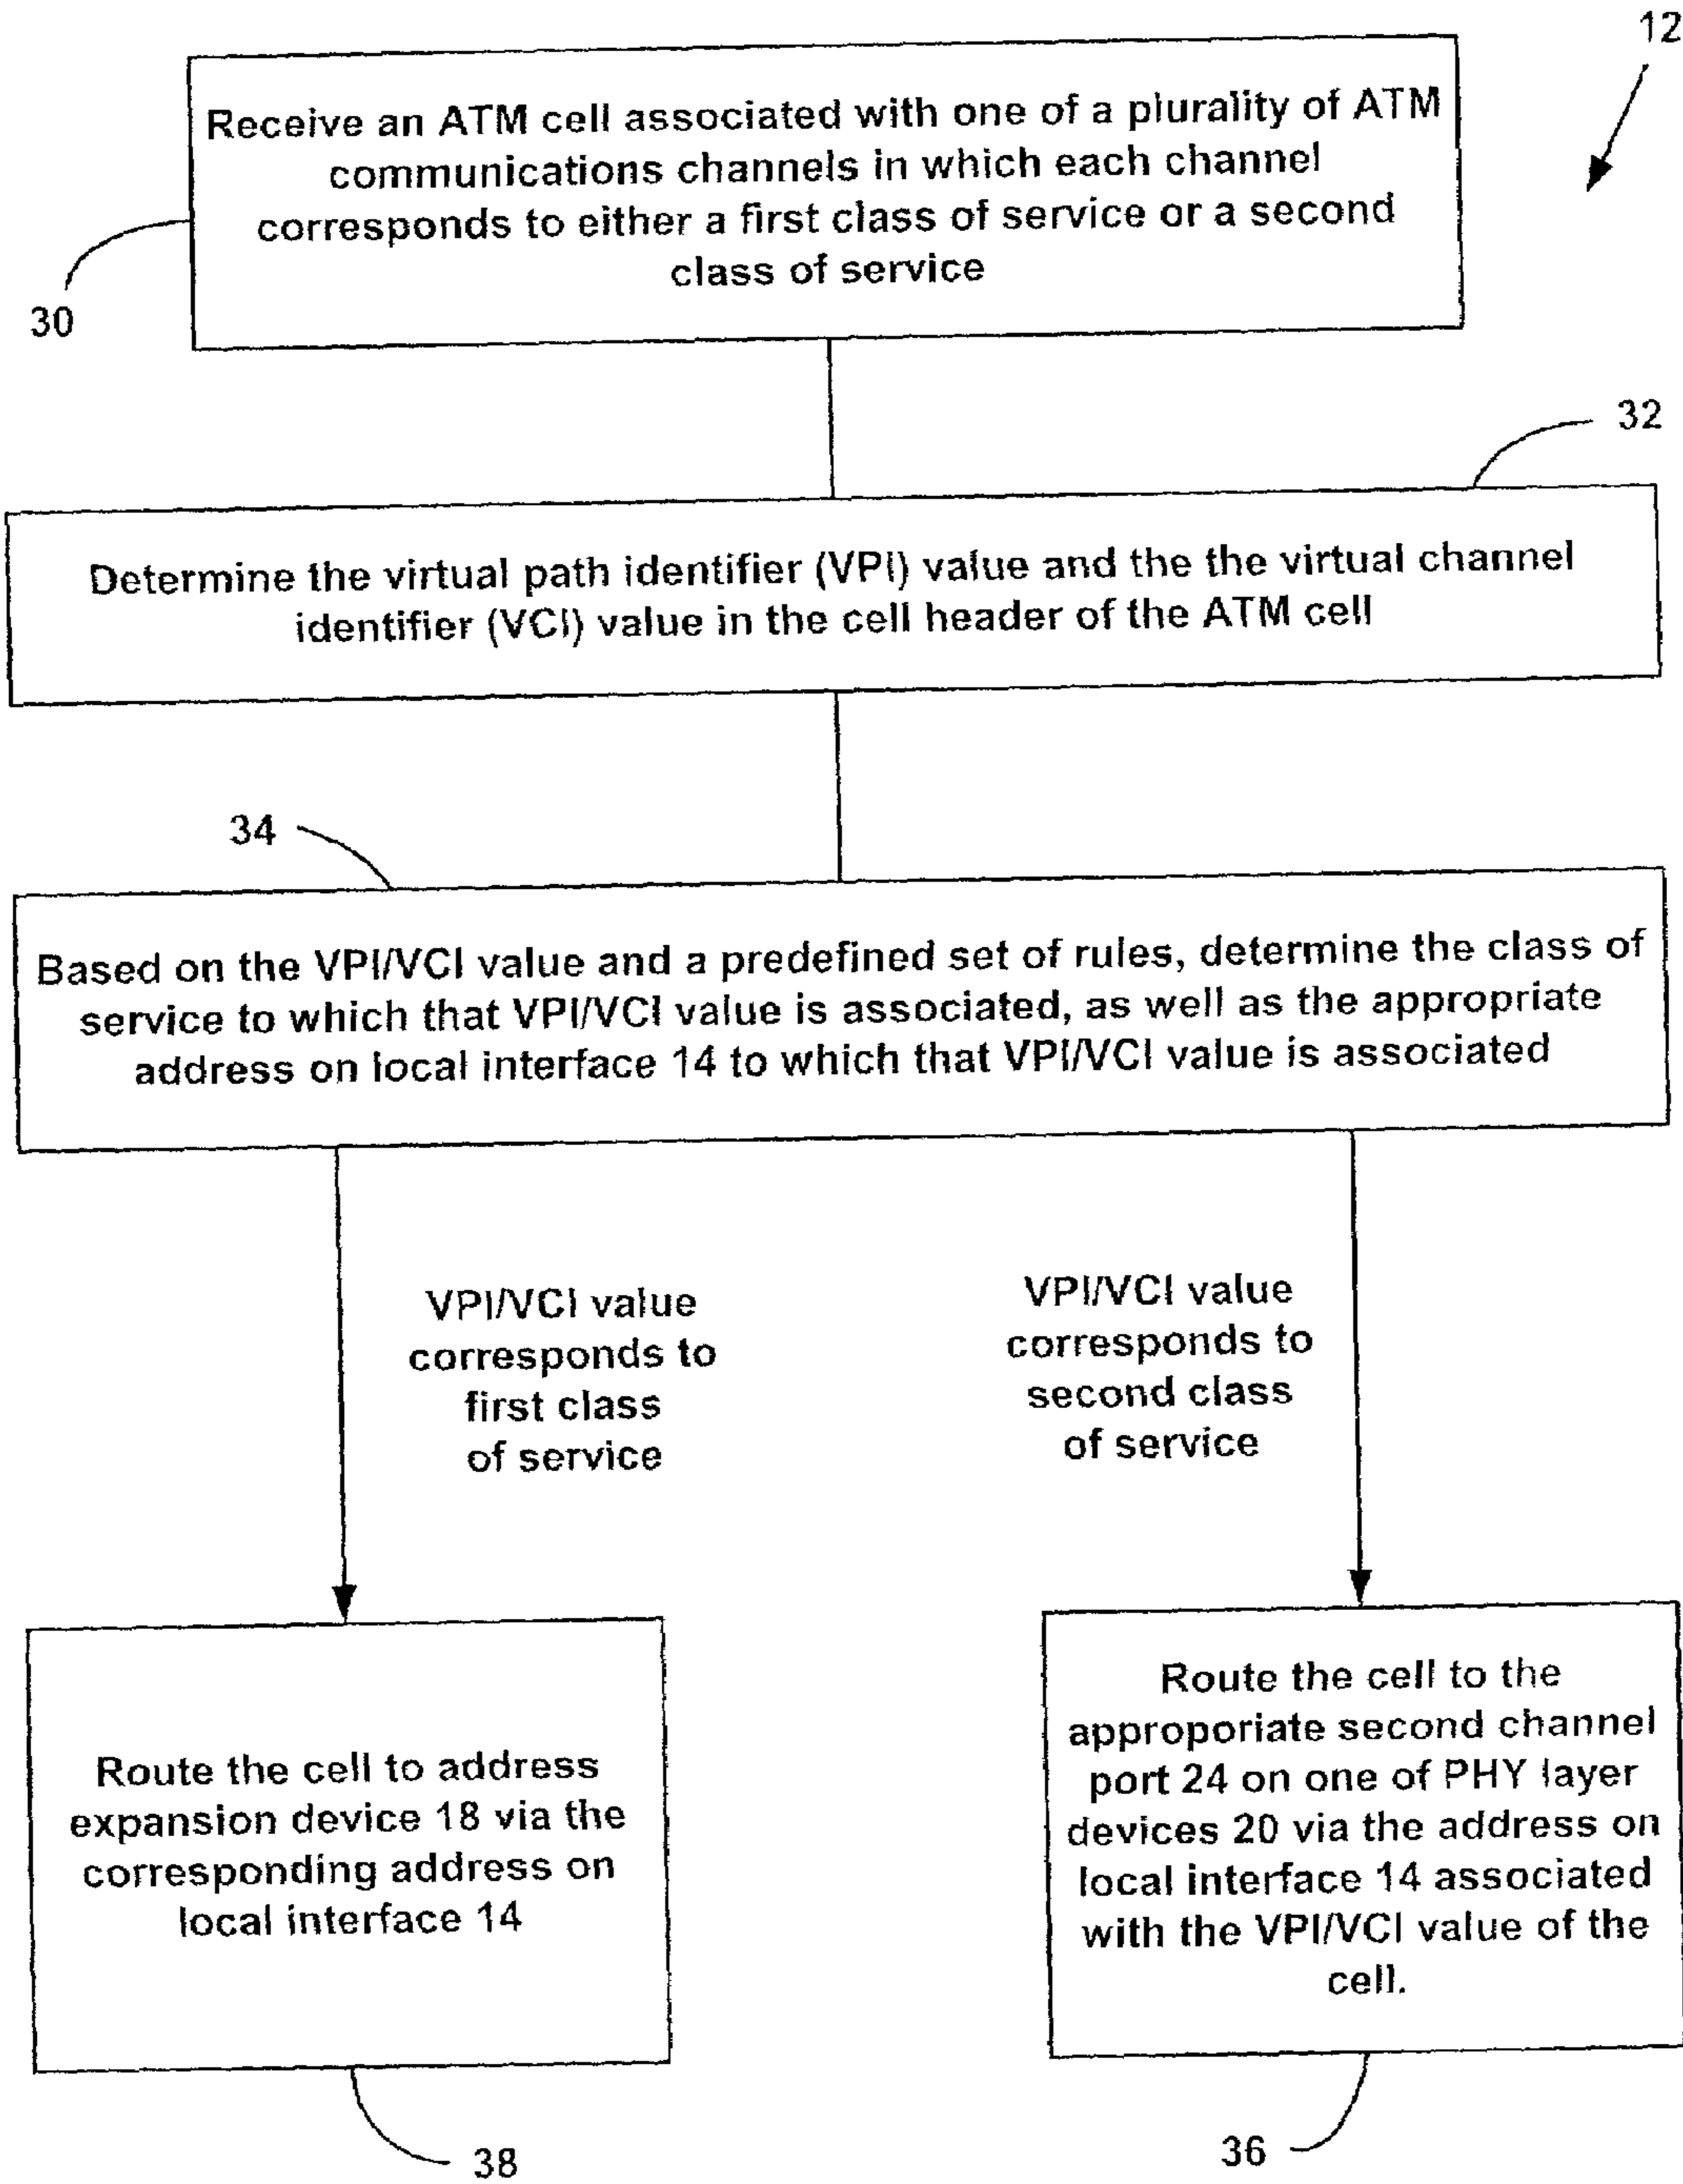 12
Receive an ATM cell associated with one of a plurality of ATM
communications channels in which each channel
corresponds to either a first class of service or a second
class of service
30
32
Determine the virtual path identifier (VPI) value and the the virtual channel
identifier (VCI) value in the cell header of the ATM cell
34
Based on the VPI/VCI value and a predefined set of rules, determine the class of
service to which that VPI/VCI value is associated, as well as the appropriate
address on local interface 14 to which that VPI/VCI value is associated
VPI/VCI value
corresponds to
first class
of service
VPI/VCI value
corresponds to
second class
of service
Route the cell to address
expansion device 18 via the
corresponding address on
local interface 14
Route the cell to the
approporiate second channel
port 24 on one of PHY layer
devices 20 via the address on
local interface 14 associated
with the VPI/VCI value of the
cell.
38
36